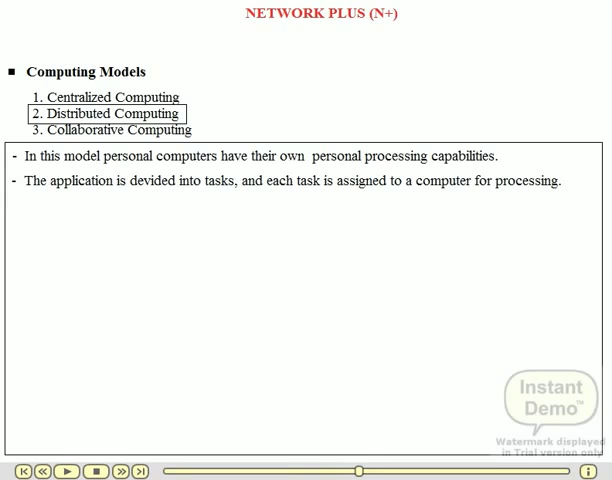 NETWORK PLUS (N+)
Computing Models
1. Centralized Computing
2. Distributed Computing
3. Collaborative Computing
- In this model personal computers have their own personal processing capabilities.
- The application is devided into tasks, and each task is assigned to a computer for processing.
Instant
Demo™
Watermark displayed
in Trial version only